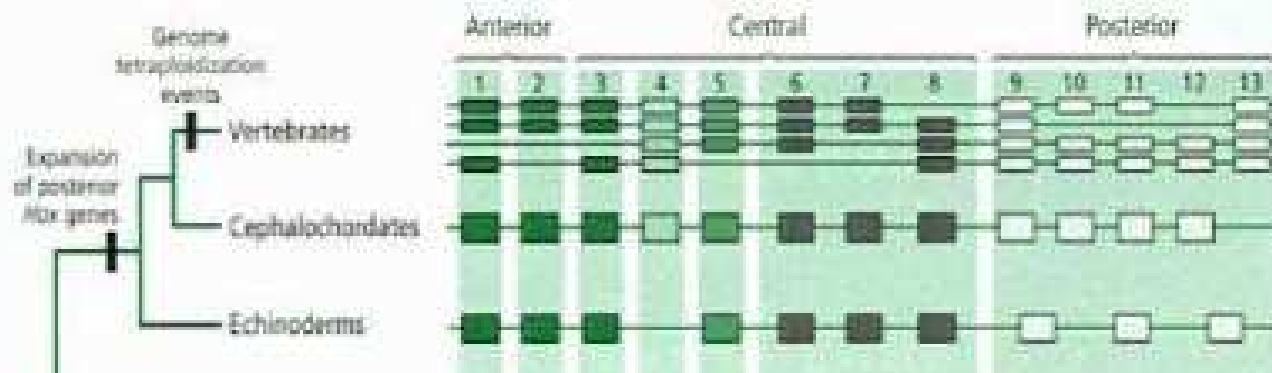 Anterior Central Posterior
Genome
tetraploidization
events
1 2 3 4 5 6 7 8 9 10 11 12 13
Vertebrates
Expansion
of posterior
Hox genes
Cephalochordates
Echinoderms